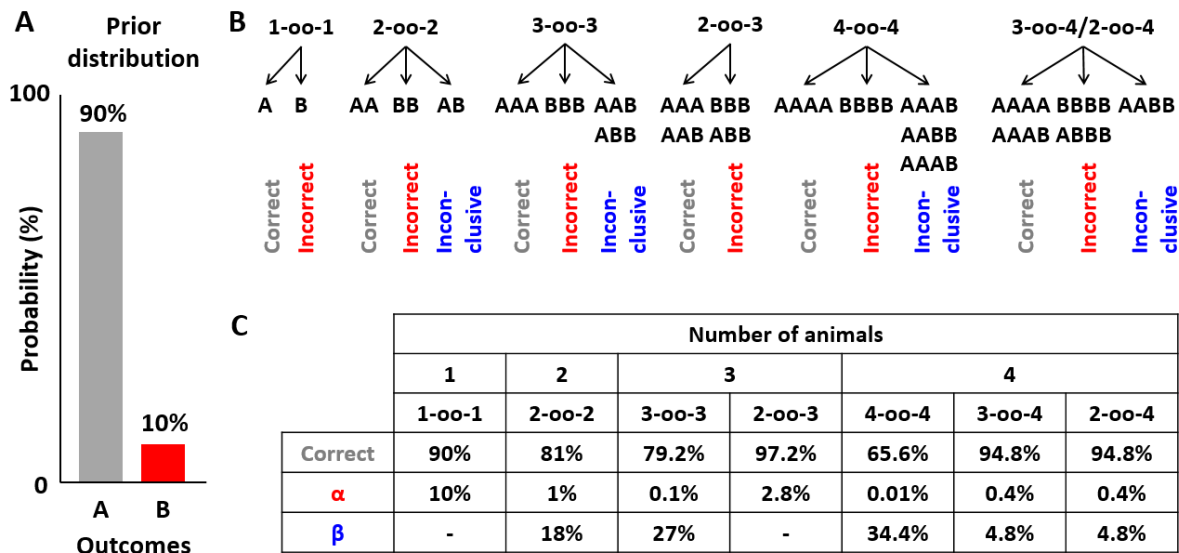 A
Prior
distribution
100
90%
10%
0
A B
Outcomes
Probability (%)
B
1-oo-1 2-oo-2 3-oo-3 2-oo-3 4-oo-4 3-oo-4/2-oo-4
A B AA BB AB AAA BBB AAB AAA BBB AAAA BBBB AAAB AAAA BBBB AABB
ABB AAB ABB AABB AAAB ABBB
AAAB
Correct
Incorrect
Correct
Incorrect
Incon-
clusive
Correct
Incorrect
Incon-
clusive
Correct
Incorrect
Correct
Incorrect
Incon-
clusive
Correct
Incorrect
Incon-
clusive
C
Number of animals
1 2 3 4
1-oo-1 2-oo-2 3-oo-3 2-oo-3 4-oo-4 3-oo-4 2-oo-4
Correct 90% 81% 79.2% 97.2% 65.6% 94.8% 94.8%
α 10% 1% 0.1% 2.8% 0.01% 0.4% 0.4%
β - 18% 27% - 34.4% 4.8% 4.8%